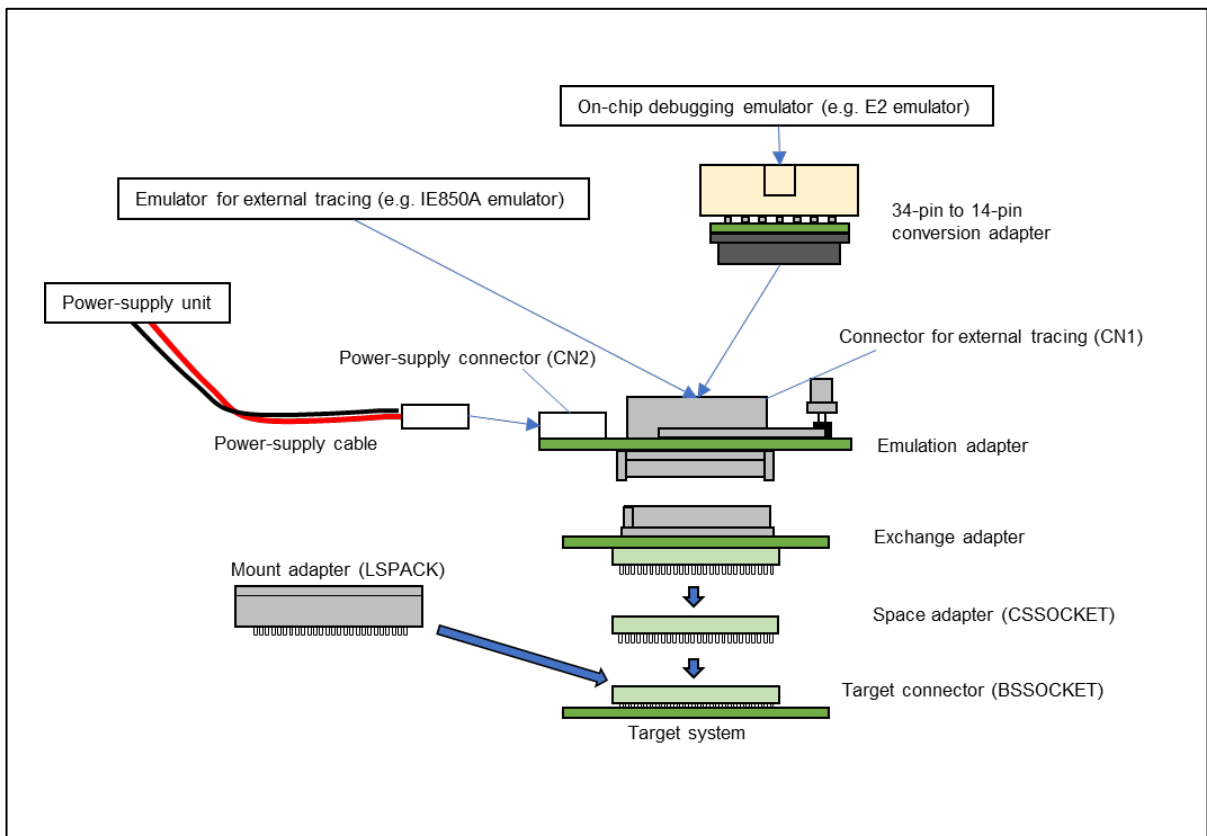 On-chip debugging emulator (e.g. E2 emulator)
Emulator for external tracing (e.g. IE850A emulator)
34-pin to 14-pin
conversion adapter
Power-supply unit
Connector for external tracing (CN1)
Power-supply connector (CN2)
Power-supply cable
Emulation adapter
Exchange adapter
Mount adapter (LSPACK)
Space adapter (CSSOCKET)
Target connector (BSSOCKET)
Target system